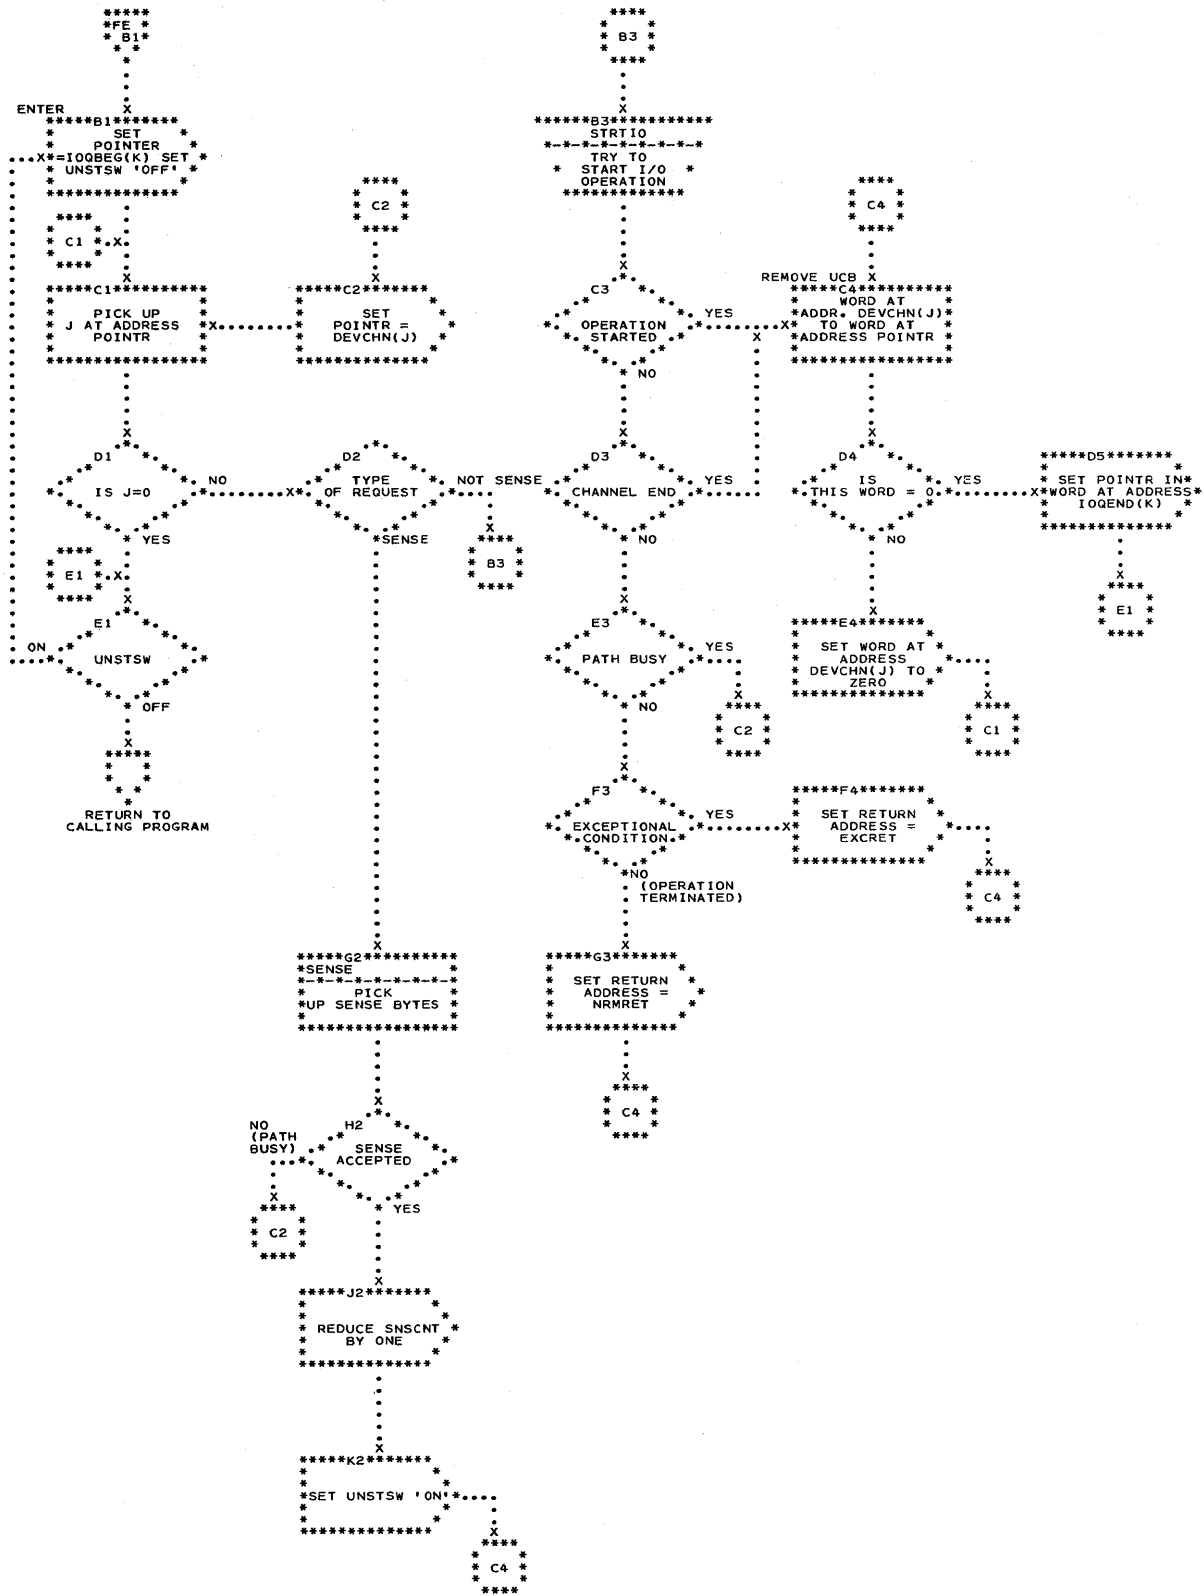 FE
B1
B3
ENTER
B1
SET
POINTER
=IOQBEG(K) SET
UNSTSW 'OFF'
B3
STRTIO
TRY TO
START I/O
OPERATION
C1
C2
C4
C1
PICK UP
J AT ADDRESS
POINTR
C2
SET
POINTR =
DEVCHN(J)
C3
OPERATION
STARTED
YES
NO
REMOVE UCB
C4
WORD AT
ADDR. DEVCHN(J)
TO WORD AT
ADDRESS POINTR
D1
IS J=0
NO
YES
D2
TYPE
OF REQUEST
NOT SENSE
SENSE
B3
D3
CHANNEL END
YES
NO
D4
IS
THIS WORD = 0
YES
NO
D5
SET POINTR IN
WORD AT ADDRESS
IOQEND(K)
E1
E1
E1
UNSTSW
ON
OFF
RETURN TO
CALLING PROGRAM
E3
PATH BUSY
YES
NO
C2
E4
SET WORD AT
ADDRESS
DEVCHN(J) TO
ZERO
C1
F3
EXCEPTIONAL
CONDITION
YES
NO
(OPERATION
TERMINATED)
F4
SET RETURN
ADDRESS =
EXCRET
C4
G2
SENSE
PICK
UP SENSE BYTES
G3
SET RETURN
ADDRESS =
NRMRET
C4
H2
SENSE
ACCEPTED
NO
(PATH
BUSY)
YES
C2
J2
REDUCE SNSCNT
BY ONE
K2
SET UNSTSW 'ON'
C4